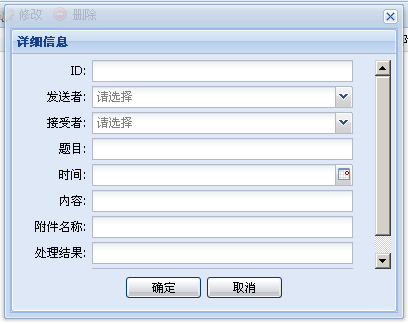 修改 删除
详细信息
ID:
发送者: 请选择
接受者: 请选择
题目:
时间:
内容:
附件名称:
处理结果:
确定 取消